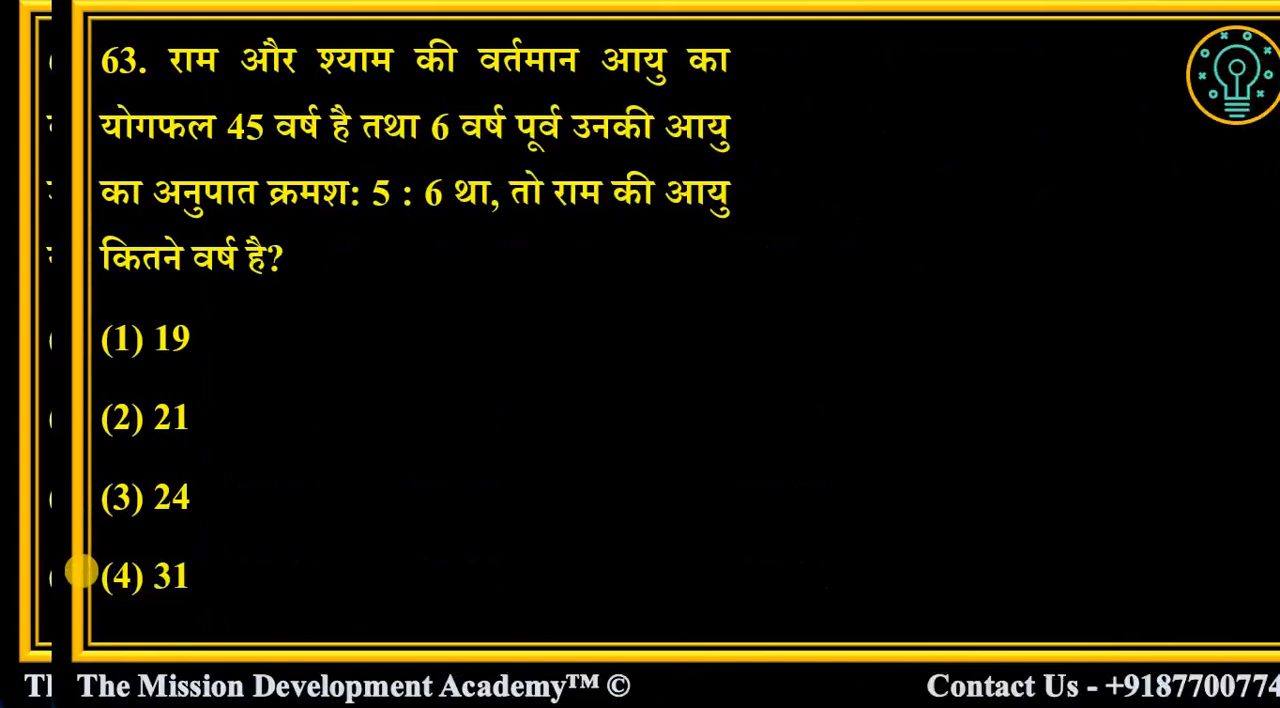 63. राम और श्याम की वर्तमान आयु का
योगफल 45 वर्ष है तथा 6 वर्ष पूर्व उनकी आयु
का अनुपात क्रमश: 5 : 6 था, तो राम की आयु
कितने वर्ष है?
(1) 19
(2) 21
(3) 24
(4) 31
The Mission Development Academy™ ©
Contact Us - +9187700774